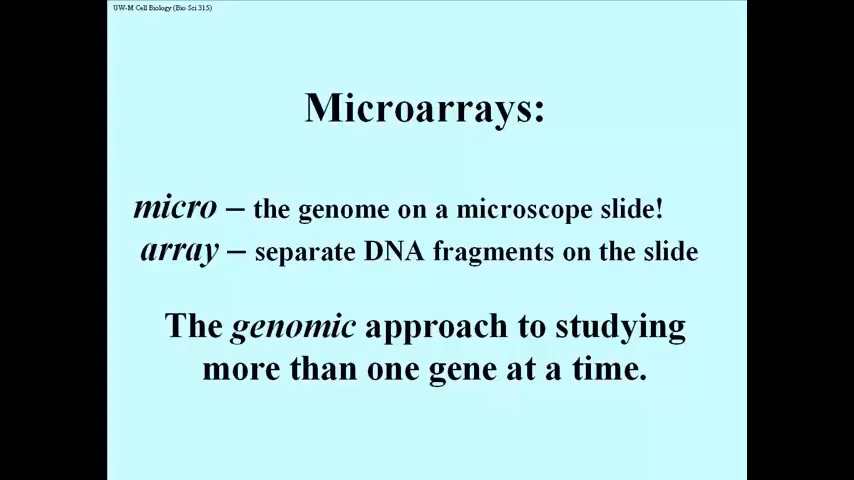 UW-M Cell Biology (Bio Sci 315)
Microarrays:
micro – the genome on a microscope slide!
array – separate DNA fragments on the slide
The genomic approach to studying
more than one gene at a time.